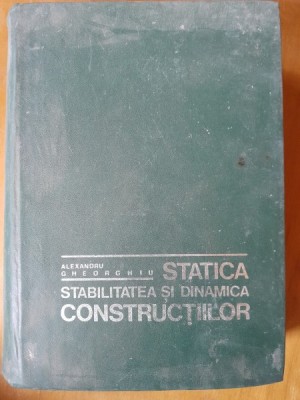 ALEXANDRU
GHEORGHIU STATICA
STABILITATEA ȘI DINAMICA
CONSTRUCȚIILOR